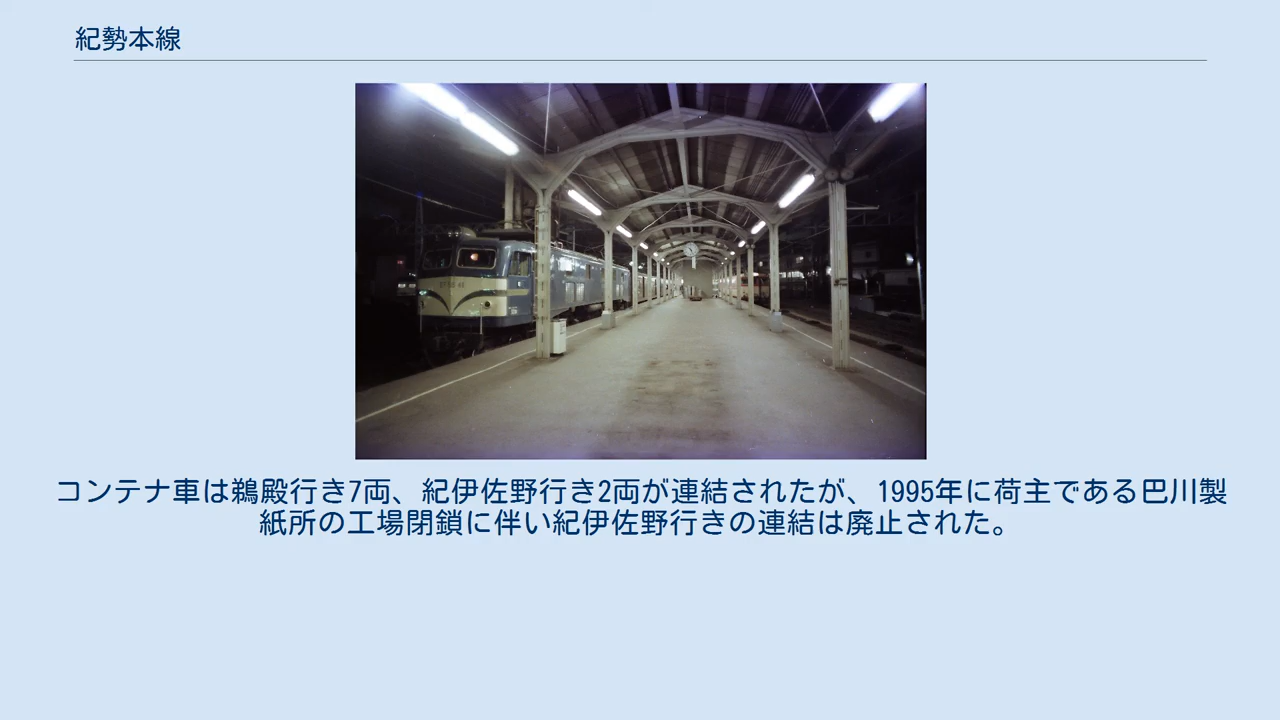 紀勢本線
コンテナ車は鵜殿行き7両、紀伊佐野行き2両が連結されたが、1995年に荷主である巴川製
紙所の工場閉鎖に伴い紀伊佐野行きの連結は廃止された。